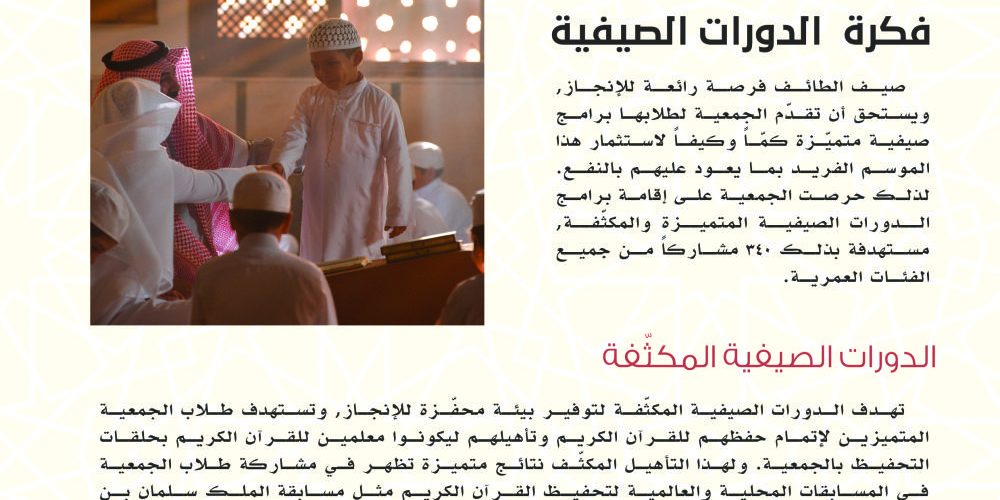 فكرة الدورات الصيفية
صيف الطائف فرصة رائعة للإنجاز,
ويستحق أن تقدّم الجمعية لطلابها برامج
صيفية متميّزة كمّاً وكيفاً لاستثمار هذا
الموسم الفريد بما يعود عليهم بالنفع.
لذلك حرصت الجمعية على إقامة برامج
الدورات الصيفية المتميزة والمكثّفة,
مستهدفة بذلك ٣٤٠ مشاركاً من جميع
الفئات العمرية.
الدورات الصيفية المكثّفة
تهدف الدورات الصيفية المكثّفة لتوفير بيئة محفّزة للإنجاز, وتستهدف طلاب الجمعية
المتميزين لإتمام حفظهم للقرآن الكريم وتأهيلهم ليكونوا معلمين للقرآن الكريم بحلقات
التحفيظ بالجمعية. ولهذا التأهيل المكثّف نتائج متميزة تظهر في مشاركة طلاب الجمعية
في المسابقات المحلية والعالمية لتحفيظ القرآن الكريم مثل مسابقة الملك سلمان بن